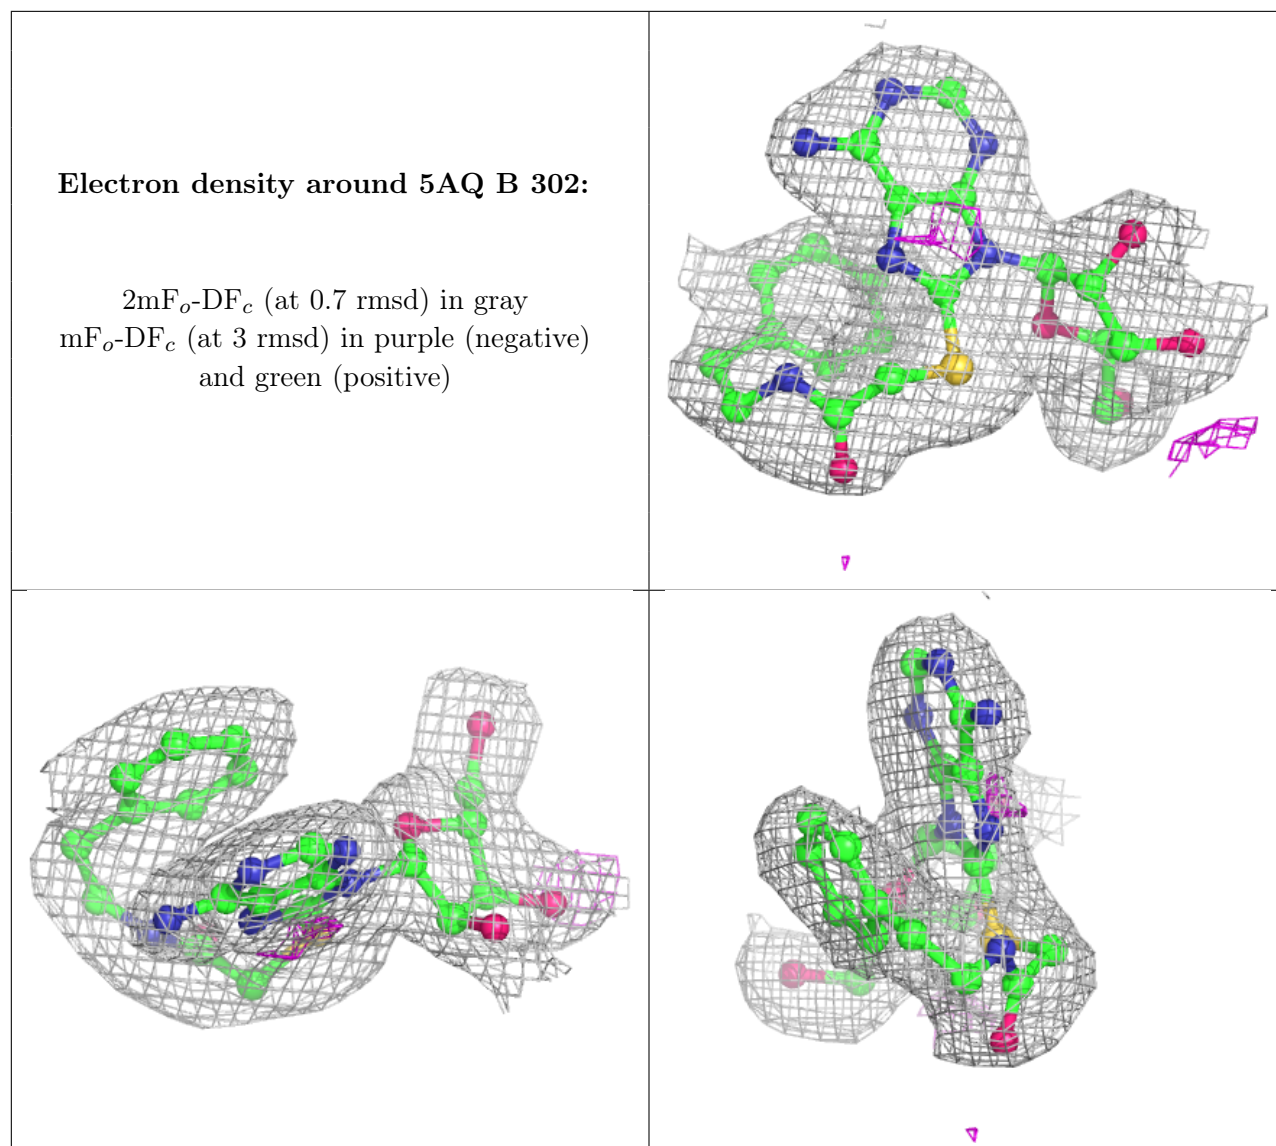 Electron density around 5AQ B 302:
2mFo-DFc (at 0.7 rmsd) in gray
mFo-DFc (at 3 rmsd) in purple (negative)
and green (positive)